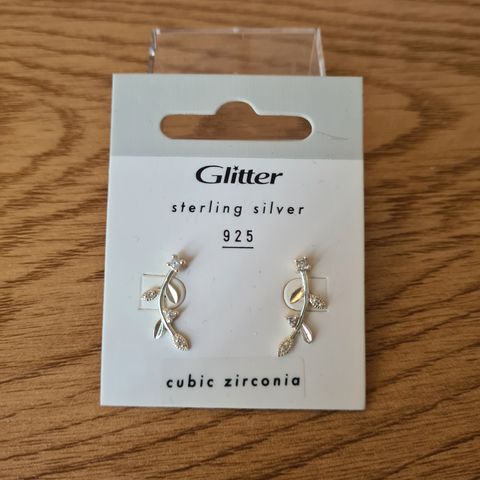 Glitter
sterling silver
925
cubic zirconia